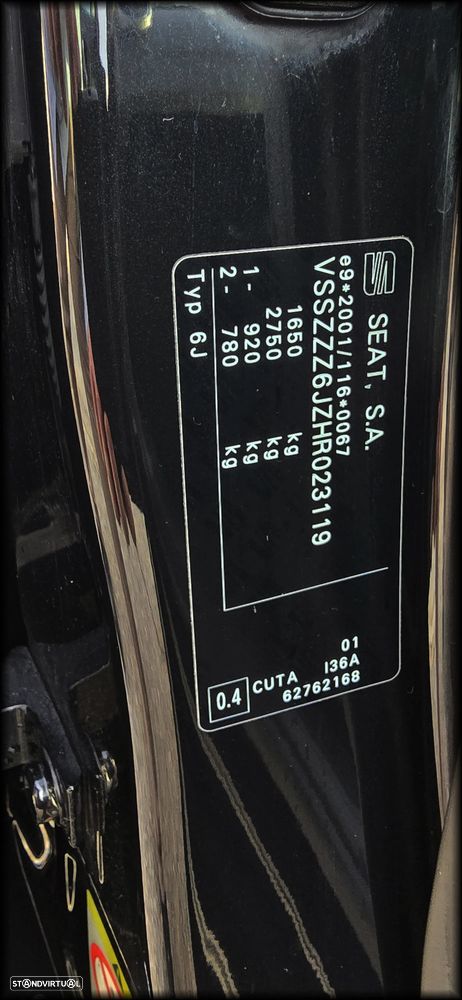 SEAT, S.A.
e9*2001/116*0067
VSSZZZ6JZHR023119
1650 kg
2750 kg
1- 920 kg
2- 780 kg
Typ 6J
01
I36A
0.4 CUTA 62762168
STANDVIRTUAL